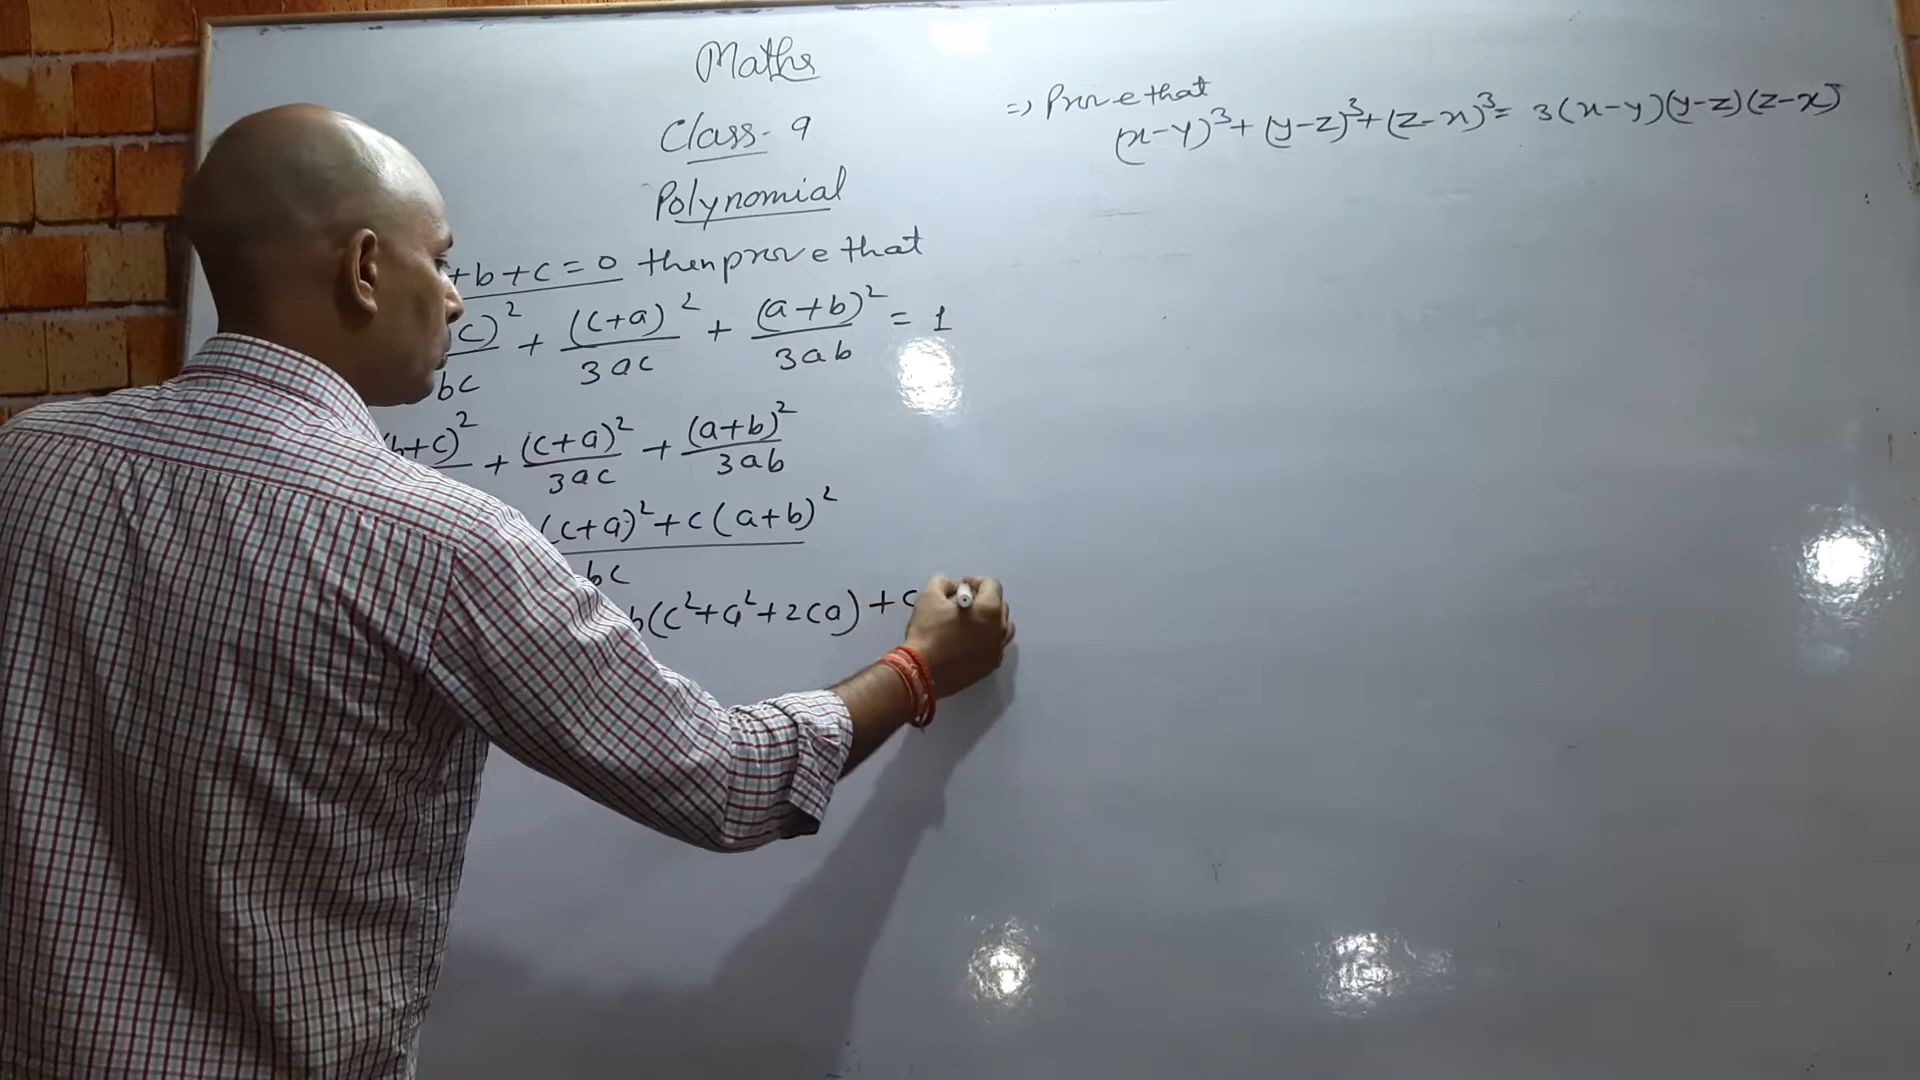 Maths
Class- 9
Polynomial
+b+c=0 then prove that
c)² + (c+a)²/3ac + (a+b)²/3ab = 1
bc
b+c)² + (c+a)²/3ac + (a+b)²/3ab
(c+a)²+c(a+b)²
bc
b(c²+a²+2ca)+c
=> Prove that
(x-y)³+(y-z)³+(z-x)³= 3(x-y)(y-z)(z-x)